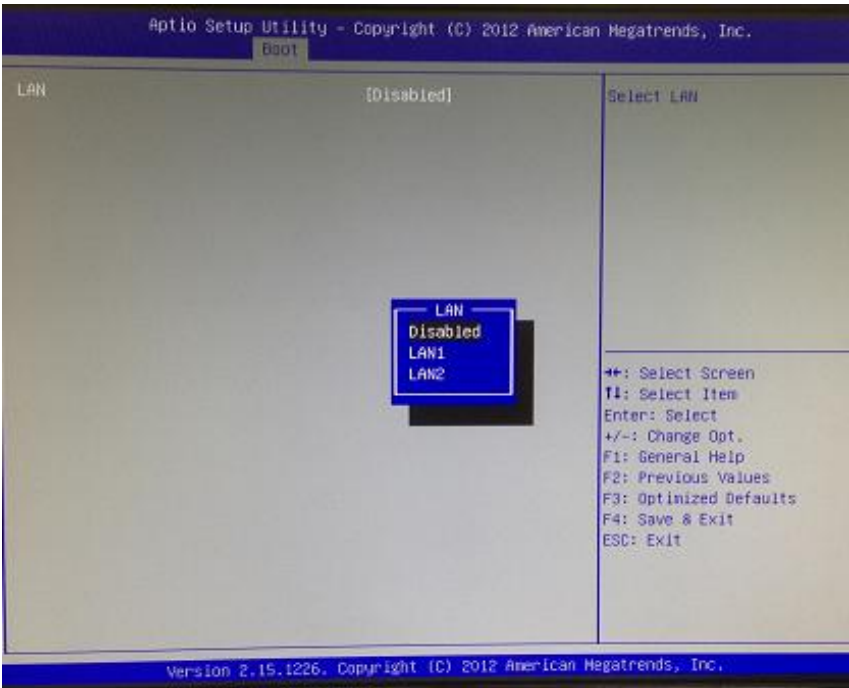 Aptio Setup Utility - Copyright (C) 2012 American Megatrends, Inc.
Boot
LAN [Disabled]
Select LAN
LAN
Disabled
LAN1
LAN2
→←: Select Screen
↑↓: Select Item
Enter: Select
+/-: Change Opt.
F1: General Help
F2: Previous Values
F3: Optimized Defaults
F4: Save & Exit
ESC: Exit
Version 2.15.1226. Copyright (C) 2012 American Megatrends, Inc.